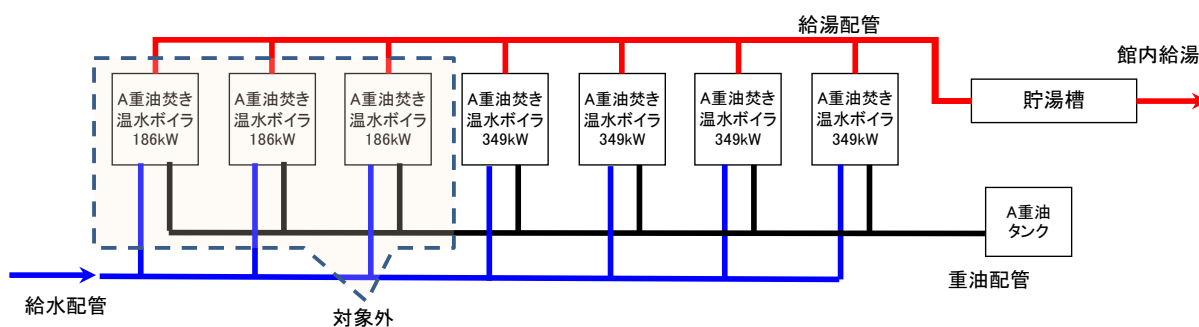 給湯配管
館内給湯
A重油焚き
温水ボイラ
186kW
A重油焚き
温水ボイラ
186kW
A重油焚き
温水ボイラ
186kW
A重油焚き
温水ボイラ
349kW
A重油焚き
温水ボイラ
349kW
A重油焚き
温水ボイラ
349kW
A重油焚き
温水ボイラ
349kW
貯湯槽
A重油
タンク
重油配管
給水配管
対象外